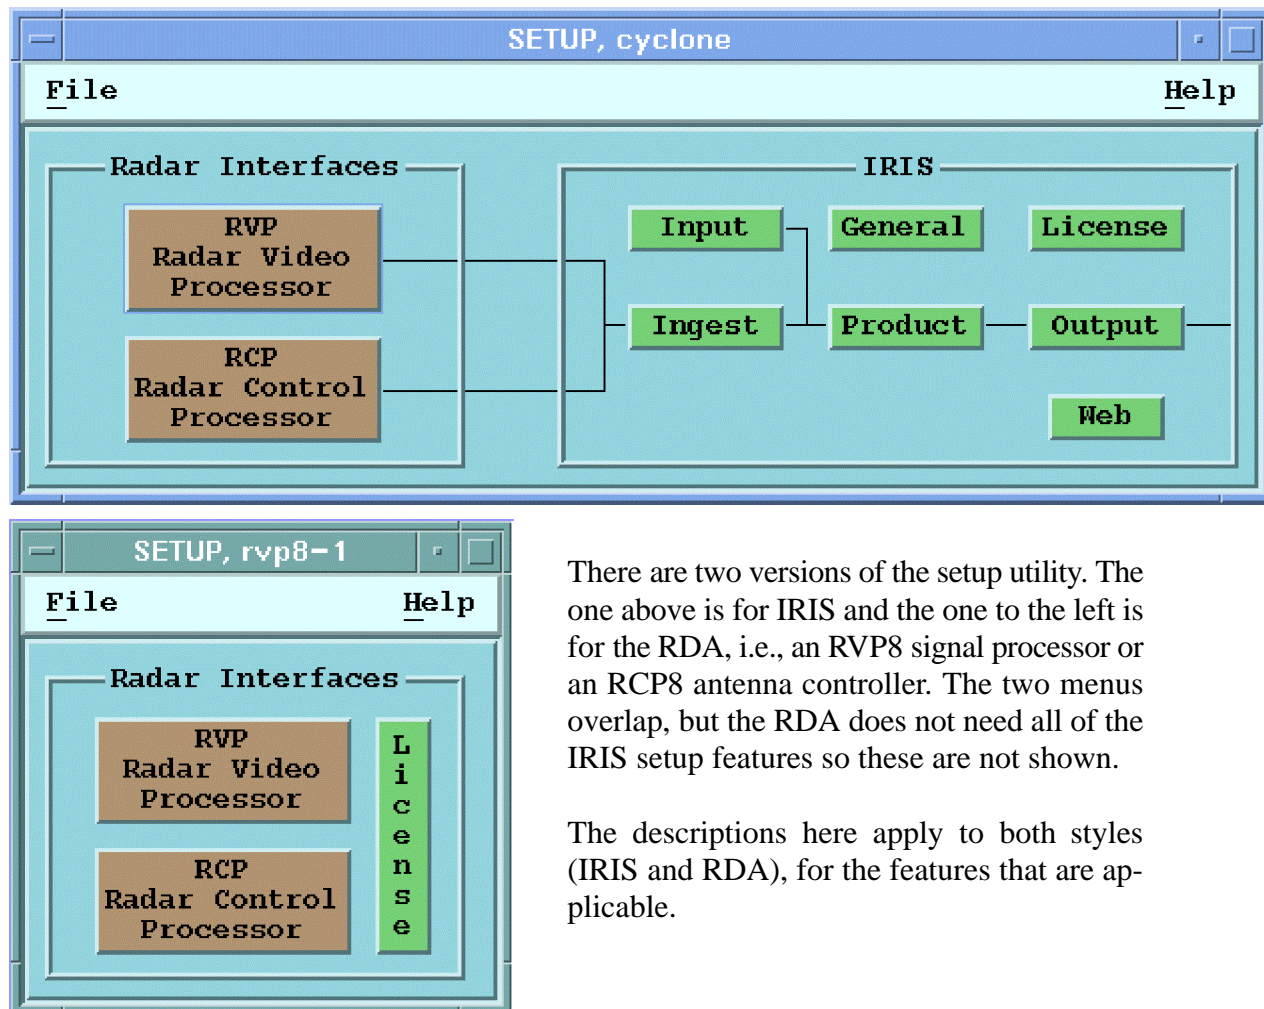 SETUP, cyclone
File Help
Radar Interfaces IRIS
RVP
Radar Video
Processor
RCP
Radar Control
Processor
Input General License
Ingest Product Output
Web
SETUP, rvp8-1
File Help
Radar Interfaces
RVP
Radar Video
Processor
RCP
Radar Control
Processor
License
There are two versions of the setup utility. The
one above is for IRIS and the one to the left is
for the RDA, i.e., an RVP8 signal processor or
an RCP8 antenna controller. The two menus
overlap, but the RDA does not need all of the
IRIS setup features so these are not shown.
The descriptions here apply to both styles
(IRIS and RDA), for the features that are ap-
plicable.